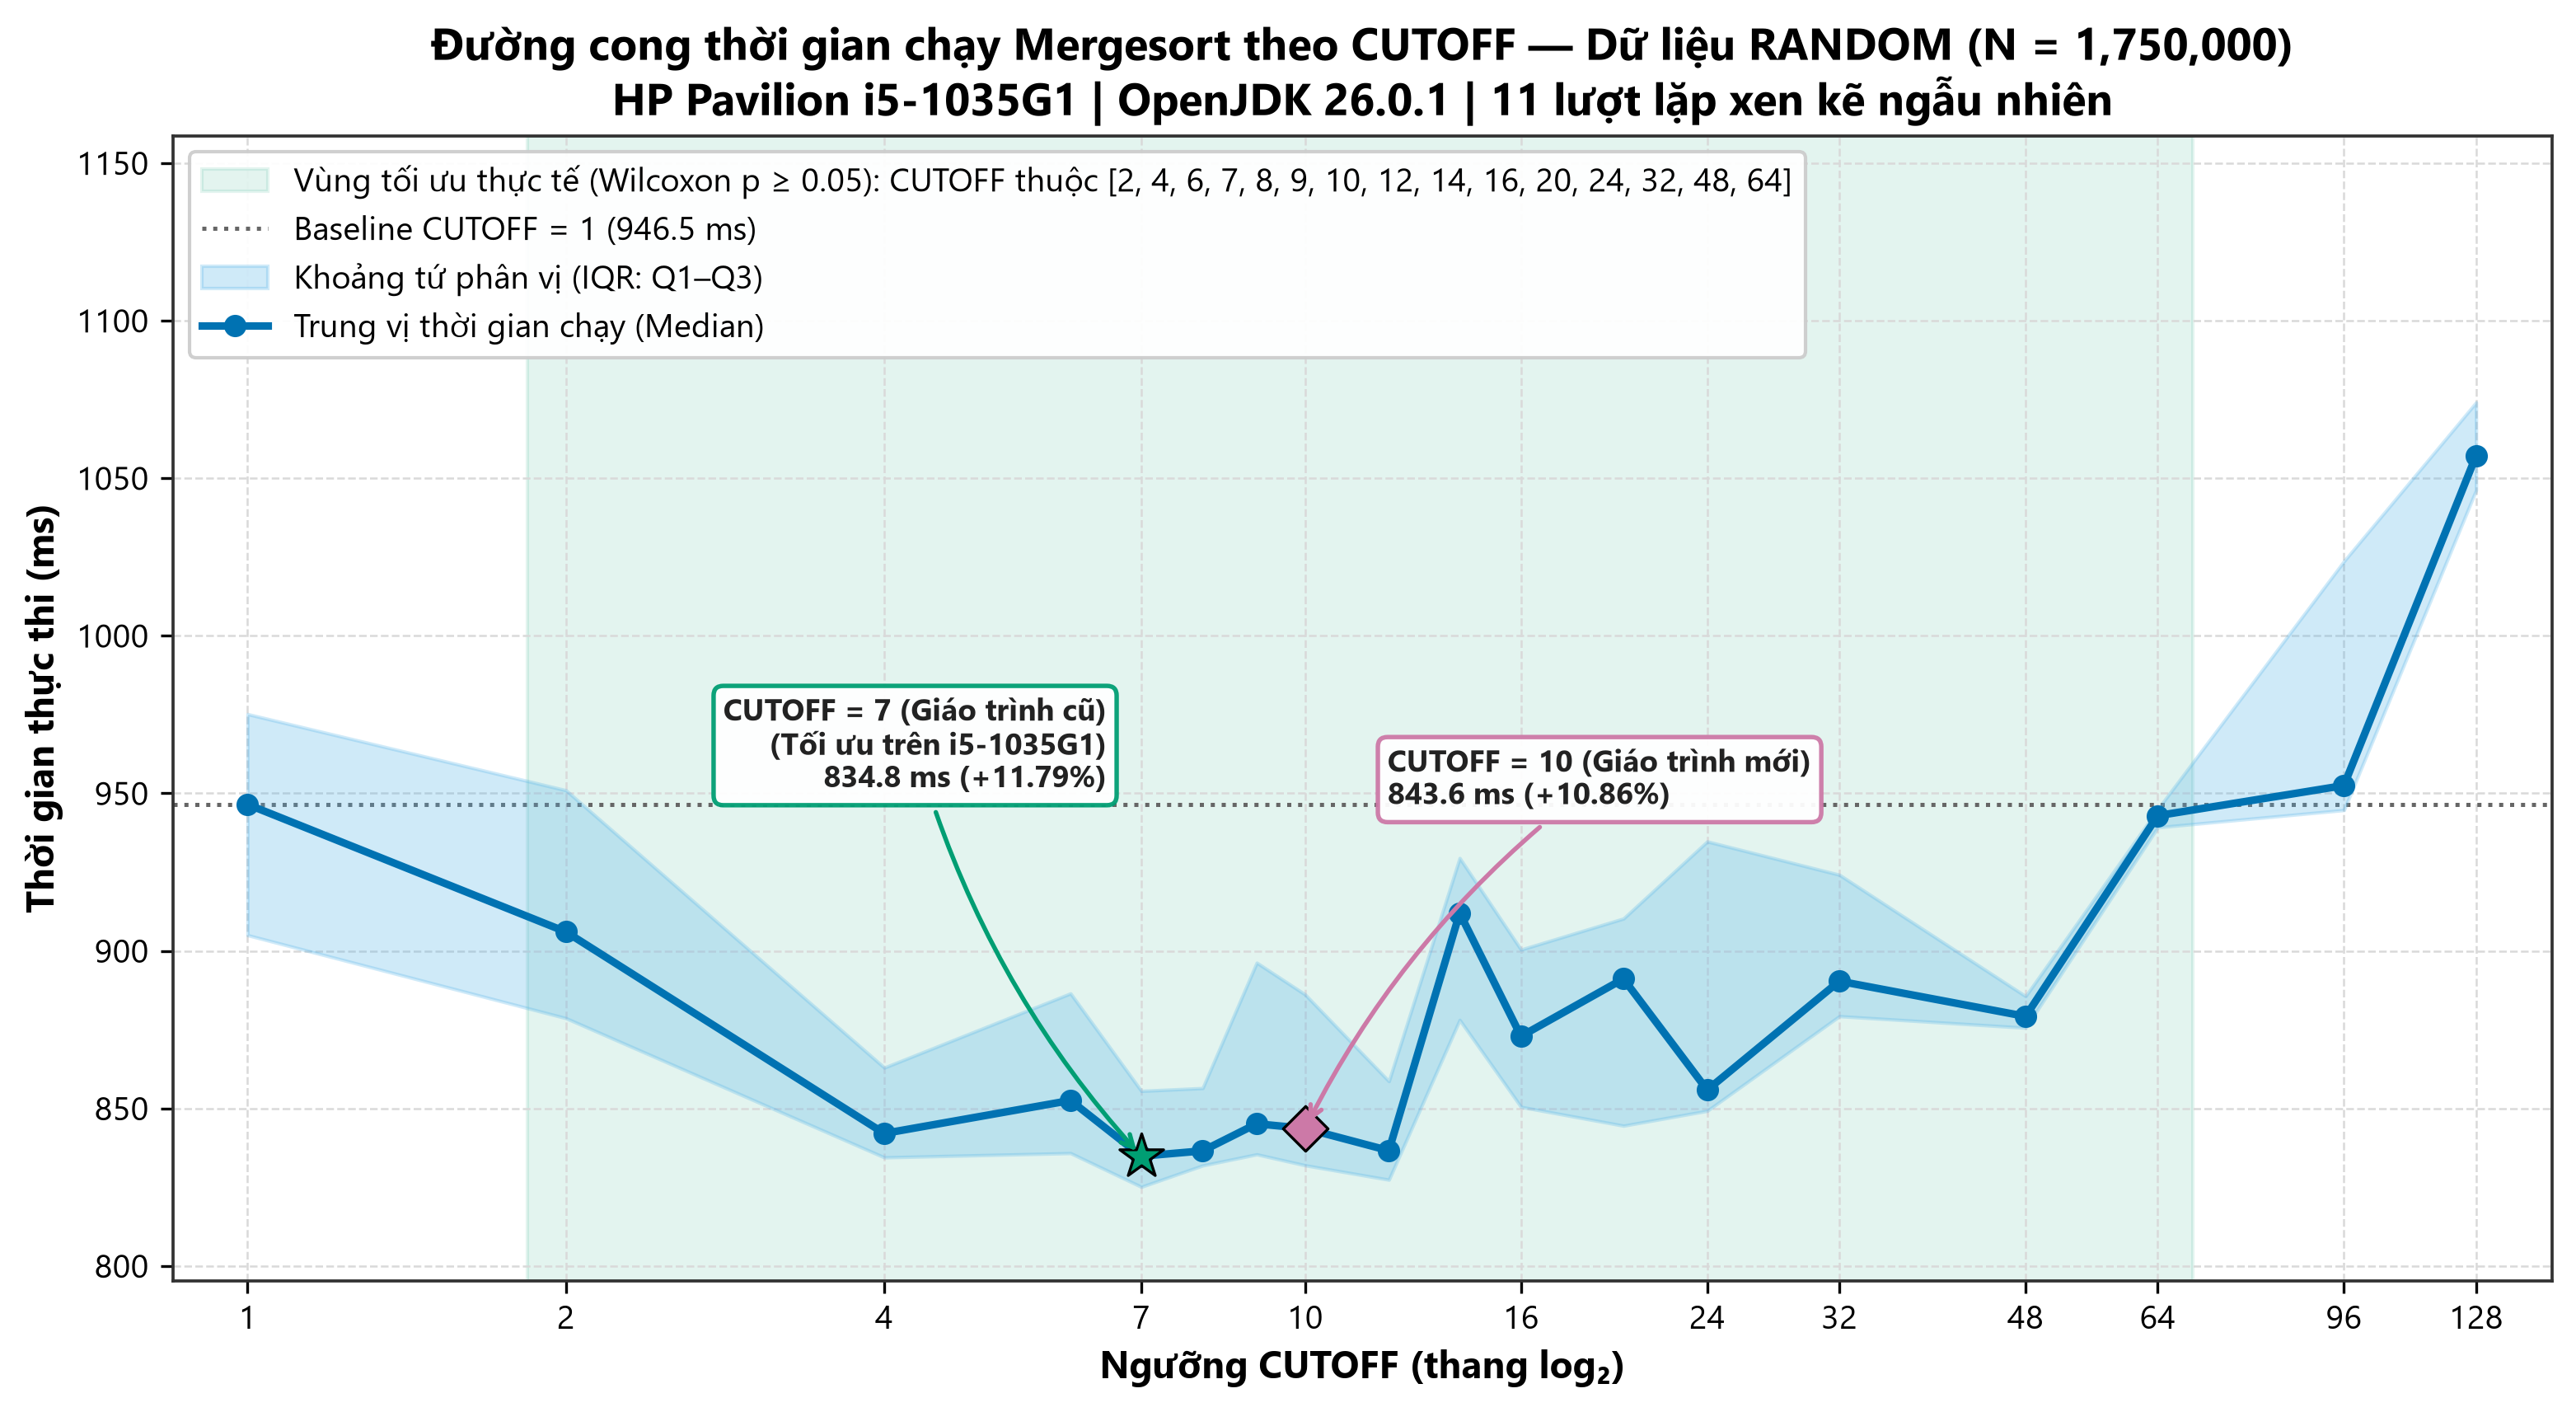 Đường cong thời gian chạy Mergesort theo CUTOFF — Dữ liệu RANDOM (N = 1,750,000)
HP Pavilion i5-1035G1 | OpenJDK 26.0.1 | 11 lượt lặp xen kẽ ngẫu nhiên
Vùng tối ưu thực tế (Wilcoxon p ≥ 0.05): CUTOFF thuộc [2, 4, 6, 7, 8, 9, 10, 12, 14, 16, 20, 24, 32, 48, 64]
Baseline CUTOFF = 1 (946.5 ms)
Khoảng tứ phân vị (IQR: Q1–Q3)
Trung vị thời gian chạy (Median)
Thời gian thực thi (ms)
1150
1100
1050
1000
950
900
850
800
CUTOFF = 7 (Giáo trình cũ)
(Tối ưu trên i5-1035G1)
834.8 ms (+11.79%)
CUTOFF = 10 (Giáo trình mới)
843.6 ms (+10.86%)
1 2 4 7 10 16 24 32 48 64 96 128
Ngưỡng CUTOFF (thang log₂)